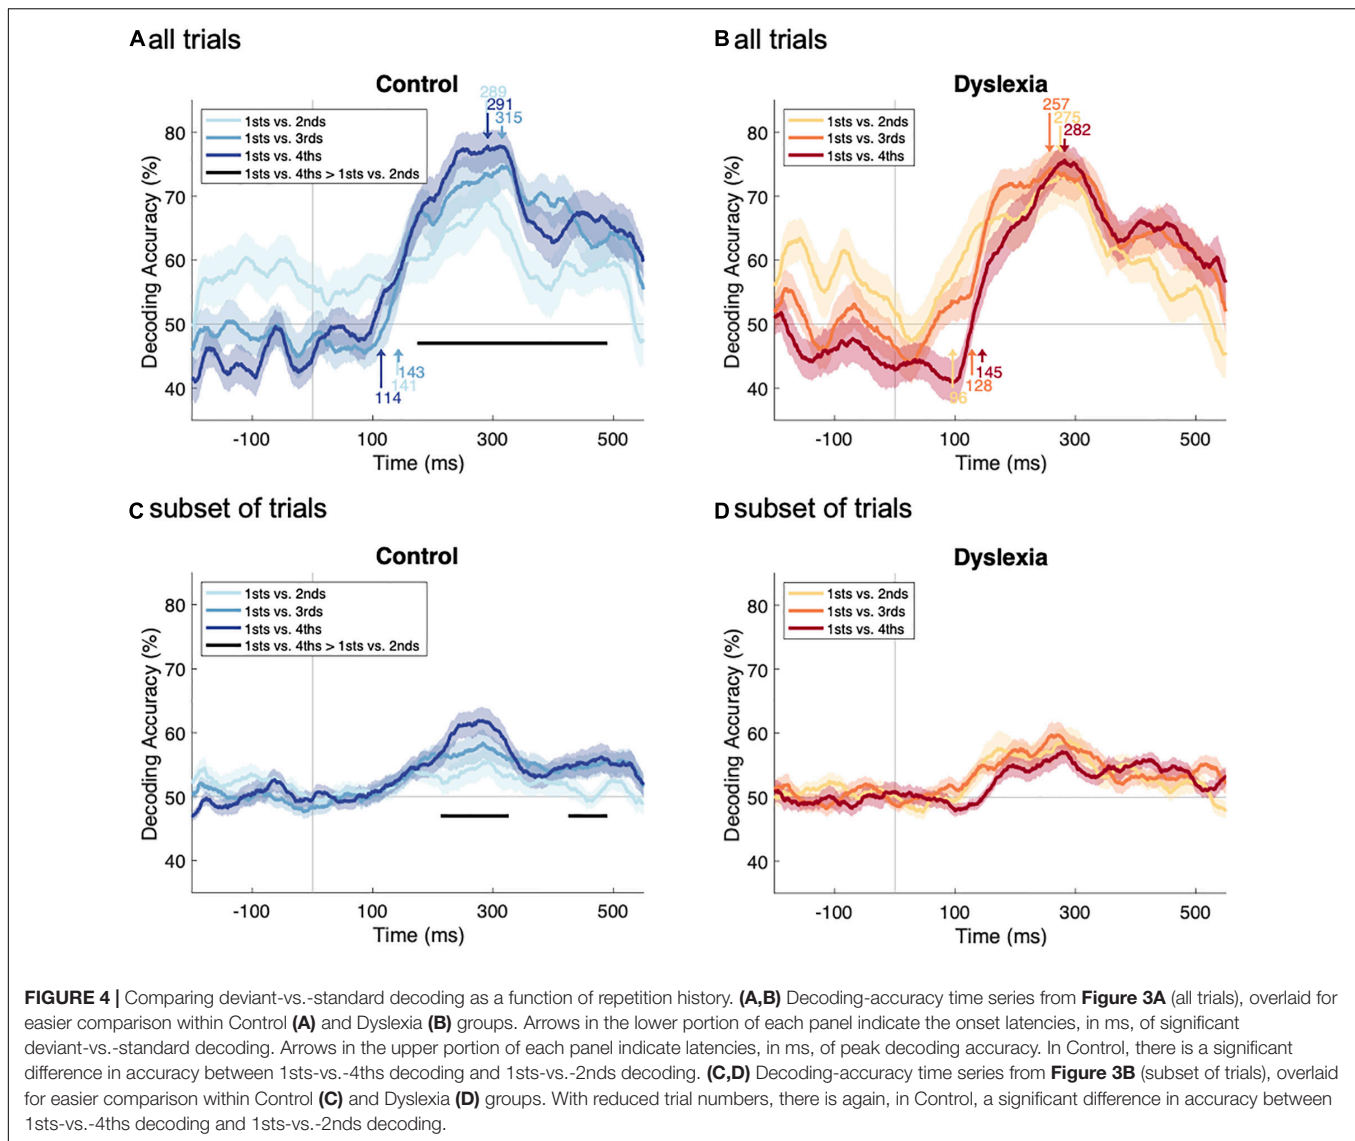 A all trials
Control
289
291
315
1sts vs. 2nds
1sts vs. 3rds
1sts vs. 4ths
1sts vs. 4ths > 1sts vs. 2nds
Decoding Accuracy (%)
80
70
60
50
40
143
141
114
-100 100 300 500
Time (ms)
B all trials
Dyslexia
257
275
282
1sts vs. 2nds
1sts vs. 3rds
1sts vs. 4ths
Decoding Accuracy (%)
80
70
60
50
40
145
128
96
-100 100 300 500
Time (ms)
C subset of trials
Control
1sts vs. 2nds
1sts vs. 3rds
1sts vs. 4ths
1sts vs. 4ths > 1sts vs. 2nds
Decoding Accuracy (%)
80
70
60
50
40
-100 100 300 500
Time (ms)
D subset of trials
Dyslexia
1sts vs. 2nds
1sts vs. 3rds
1sts vs. 4ths
Decoding Accuracy (%)
80
70
60
50
40
-100 100 300 500
Time (ms)
FIGURE 4 | Comparing deviant-vs.-standard decoding as a function of repetition history. (A,B) Decoding-accuracy time series from Figure 3A (all trials), overlaid for
easier comparison within Control (A) and Dyslexia (B) groups. Arrows in the lower portion of each panel indicate the onset latencies, in ms, of significant
deviant-vs.-standard decoding. Arrows in the upper portion of each panel indicate latencies, in ms, of peak decoding accuracy. In Control, there is a significant
difference in accuracy between 1sts-vs.-4ths decoding and 1sts-vs.-2nds decoding. (C,D) Decoding-accuracy time series from Figure 3B (subset of trials), overlaid
for easier comparison within Control (C) and Dyslexia (D) groups. With reduced trial numbers, there is again, in Control, a significant difference in accuracy between
1sts-vs.-4ths decoding and 1sts-vs.-2nds decoding.